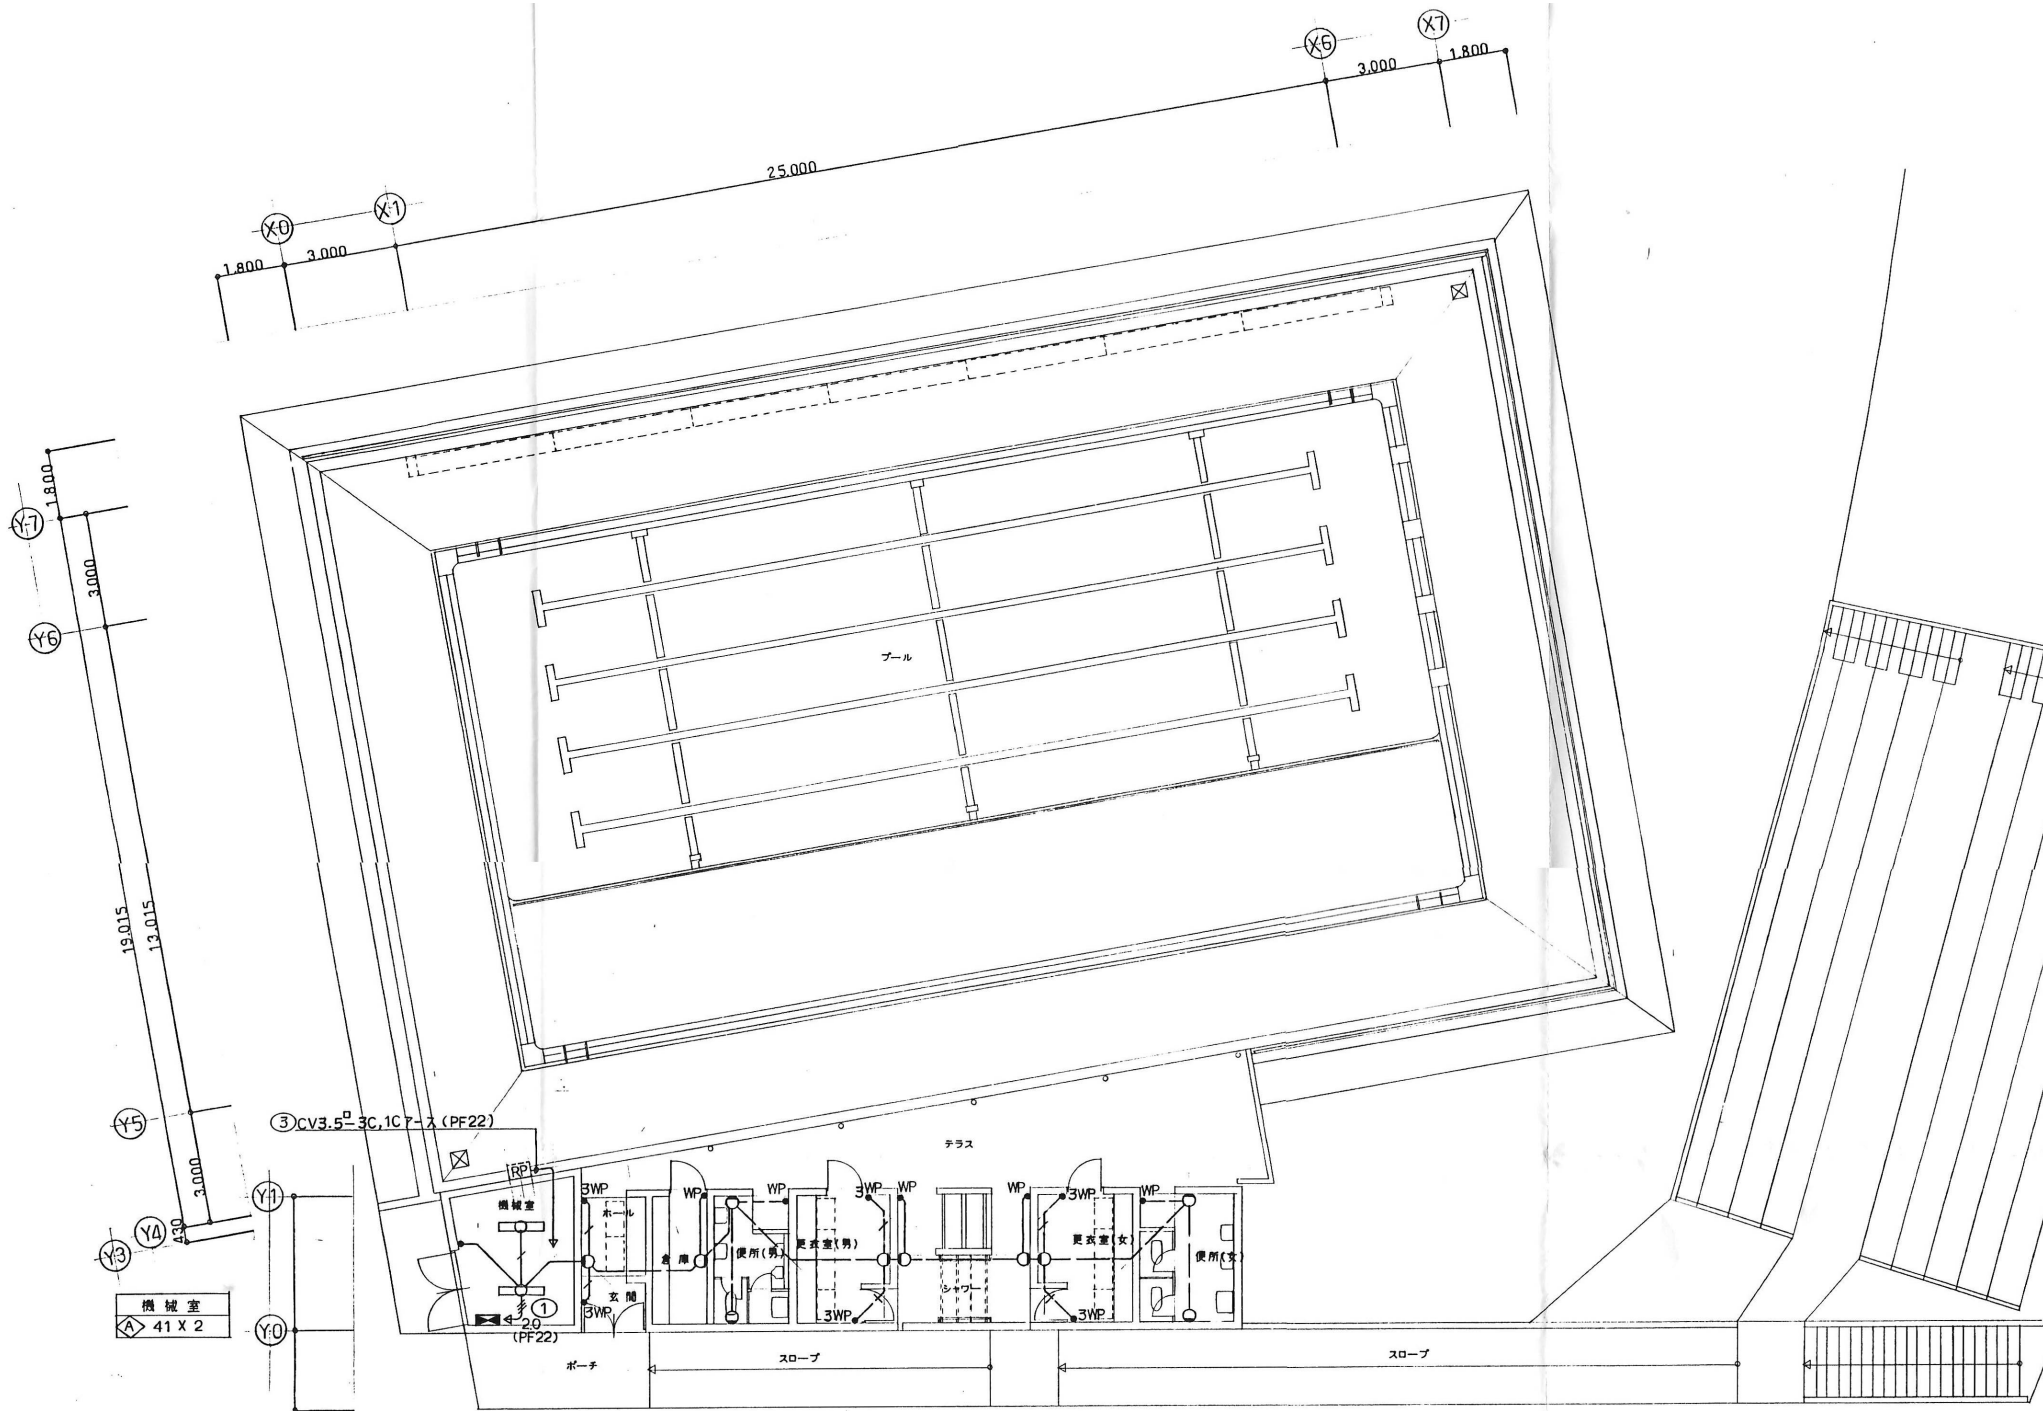 X6
X7
3.000
1.800
25.000
X0
X1
1.800
3.000
1.800
Y7
3.000
Y6
プール
19.015
13.015
Y5
③CV3.5□-3C,1Cアース(PF22)
テラス
3.000
RP
Y1
3WP
WP
WP
3WP
WP
WP
3WP
WP
機械室
ホール
Y4
430
Y3
倉庫
便所(男)
更衣室(男)
更衣室(女)
便所(女)
シャワー
玄関
機械室
A 41 X 2
①
2.0
(PF22)
3WP
3WP
3WP
Y0
ポーチ
スロープ
スロープ